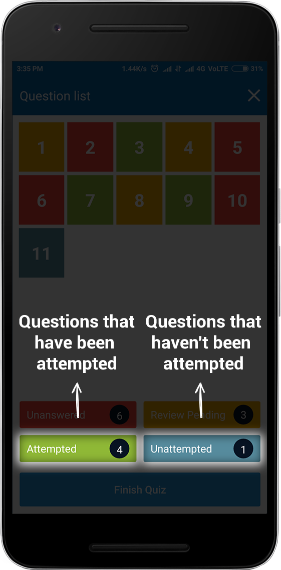 3:35 PM 1.44K/s 4G VoLTE 31%
Question list
1 2 3 4 5
6 7 8 9 10
11
Questions that have been attempted
Questions that haven't been attempted
Unanswered 6 Review Pending 3
Attempted 4 Unattempted 1
Finish Quiz